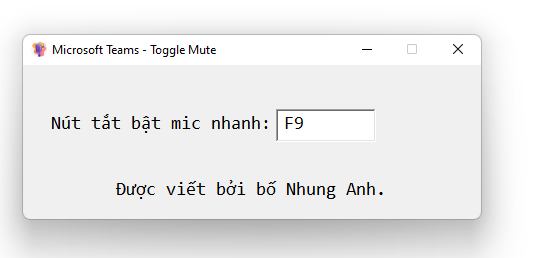 Microsoft Teams - Toggle Mute
Nút tắt bật mic nhanh: F9
Được viết bởi bố Nhung Anh.